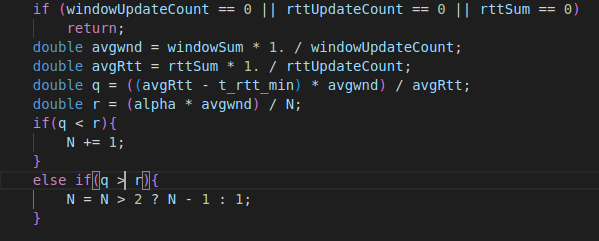 if (windowUpdateCount == 0 || rttUpdateCount == 0 || rttSum == 0)
    return;
double avgwnd = windowSum * 1. / windowUpdateCount;
double avgRtt = rttSum * 1. / rttUpdateCount;
double q = ((avgRtt - t_rtt_min) * avgwnd) / avgRtt;
double r = (alpha * avgwnd) / N;
if(q < r){
    N += 1;
}
else if(q > r){
    N = N > 2 ? N - 1 : 1;
}